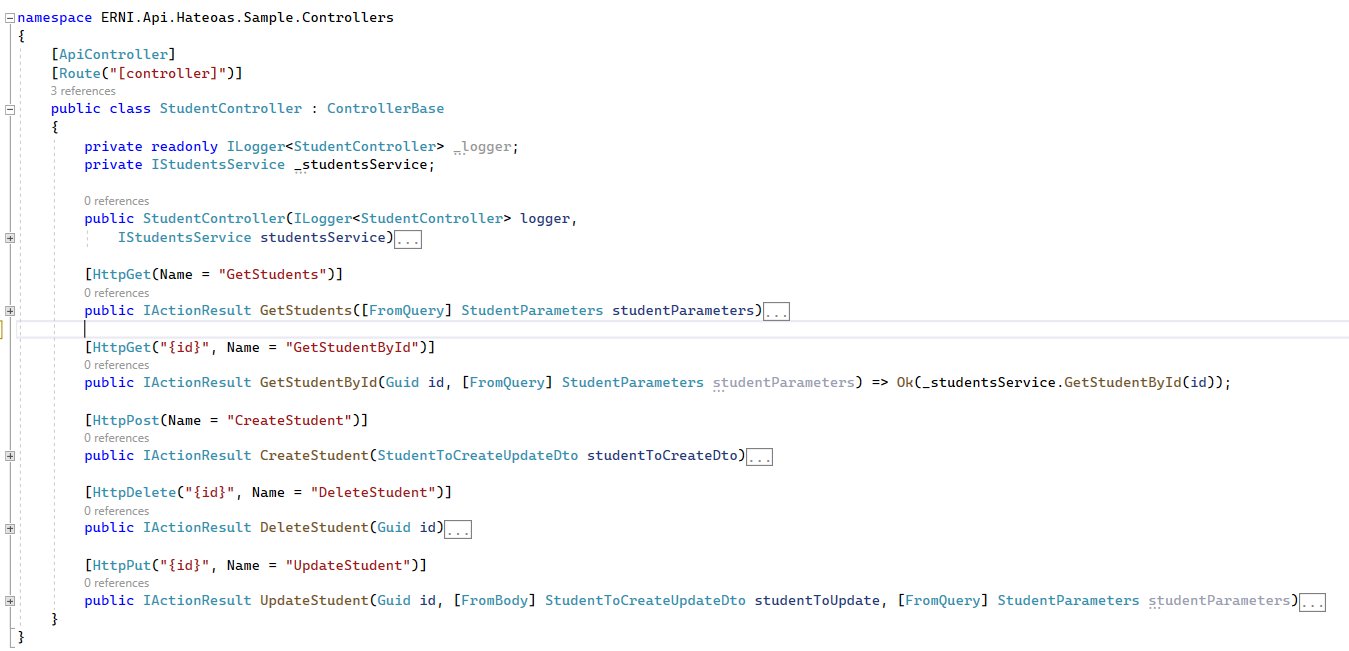 namespace ERNI.Api.Hateoas.Sample.Controllers
{
[ApiController]
[Route("[controller]")]
3 references
public class StudentController : ControllerBase
{
private readonly ILogger<StudentController> _logger;
private IStudentsService _studentsService;
0 references
public StudentController(ILogger<StudentController> logger,
IStudentsService studentsService)...
[HttpGet(Name = "GetStudents")]
0 references
public IActionResult GetStudents([FromQuery] StudentParameters studentParameters)...
[HttpGet("{id}", Name = "GetStudentById")]
0 references
public IActionResult GetStudentById(Guid id, [FromQuery] StudentParameters studentParameters) => Ok(_studentsService.GetStudentById(id));
[HttpPost(Name = "CreateStudent")]
0 references
public IActionResult CreateStudent(StudentToCreateUpdateDto studentToCreateDto)...
[HttpDelete("{id}", Name = "DeleteStudent")]
0 references
public IActionResult DeleteStudent(Guid id)...
[HttpPut("{id}", Name = "UpdateStudent")]
0 references
public IActionResult UpdateStudent(Guid id, [FromBody] StudentToCreateUpdateDto studentToUpdate, [FromQuery] StudentParameters studentParameters)...
}
}